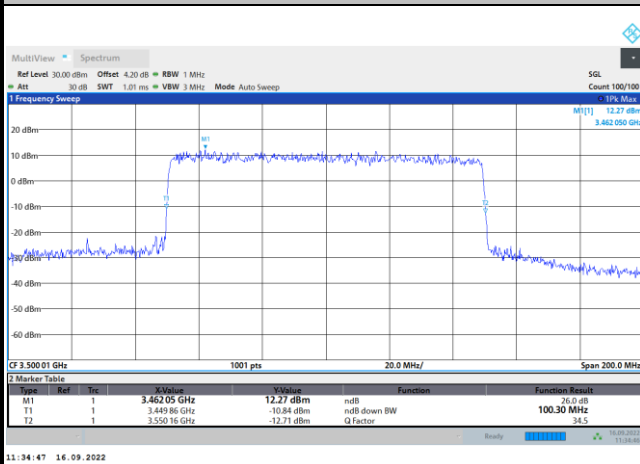 MultiView Spectrum
Ref Level 30.00 dBm Offset 4.20 dB RBW 1 MHz SGL
Att 30 dB SWT 1.01 ms VBW 3 MHz Mode Auto Sweep Count 100/100
1 Frequency Sweep 1Pk Max
M1[1] 12.27 dBm
3.462 050 GHz
M1
20 dBm
10 dBm
0 dBm
T1
T2
-10 dBm
-20 dBm
-30 dBm
-40 dBm
-50 dBm
-60 dBm
CF 3.500 01 GHz 1001 pts 20.0 MHz/ Span 200.0 MHz
2 Marker Table
Type Ref Trc X-Value Y-Value Function Function Result
M1 1 3.462 05 GHz 12.27 dBm ndB 26.0 dB
T1 1 3.449 86 GHz -10.84 dBm ndB down BW 100.30 MHz
T2 1 3.550 16 GHz -12.71 dBm Q Factor 34.5
Ready 16.09.2022
11:34:46
11:34:47 16.09.2022